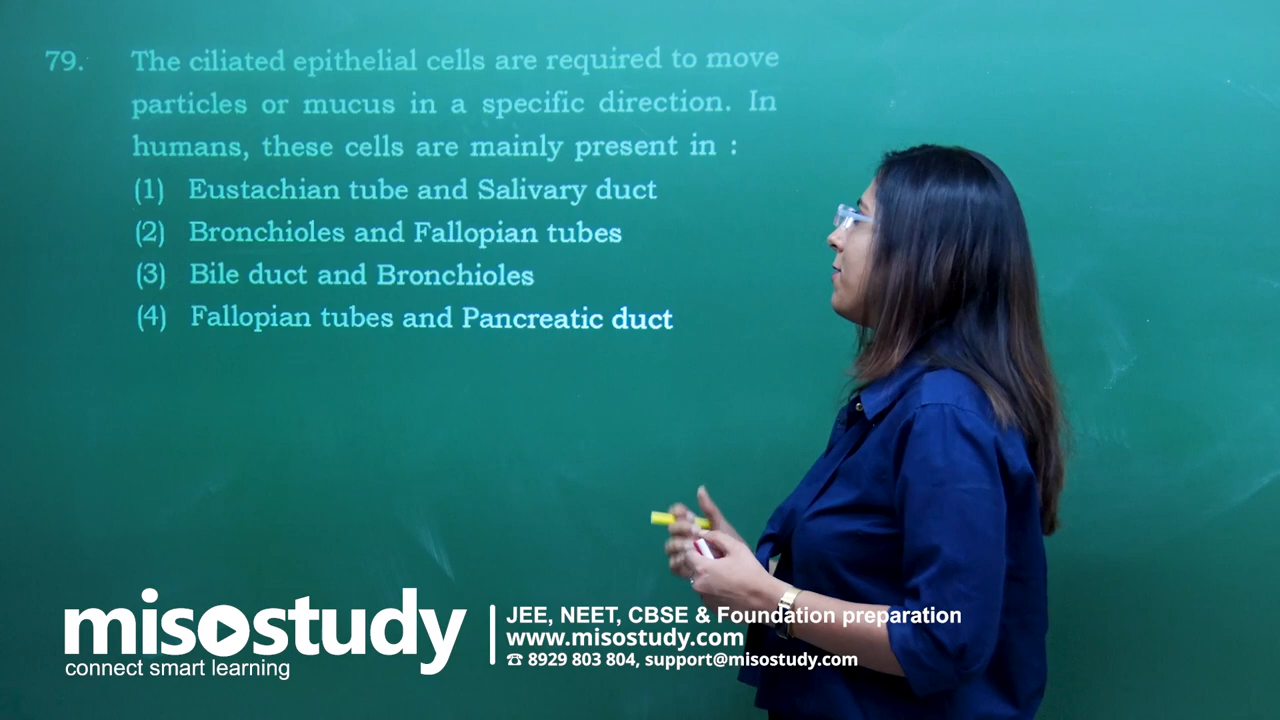 79. The ciliated epithelial cells are required to move
particles or mucus in a specific direction. In
humans, these cells are mainly present in :
(1) Eustachian tube and Salivary duct
(2) Bronchioles and Fallopian tubes
(3) Bile duct and Bronchioles
(4) Fallopian tubes and Pancreatic duct
misostudy
connect smart learning
JEE, NEET, CBSE & Foundation preparation
www.misostudy.com
☎ 8929 803 804, support@misostudy.com